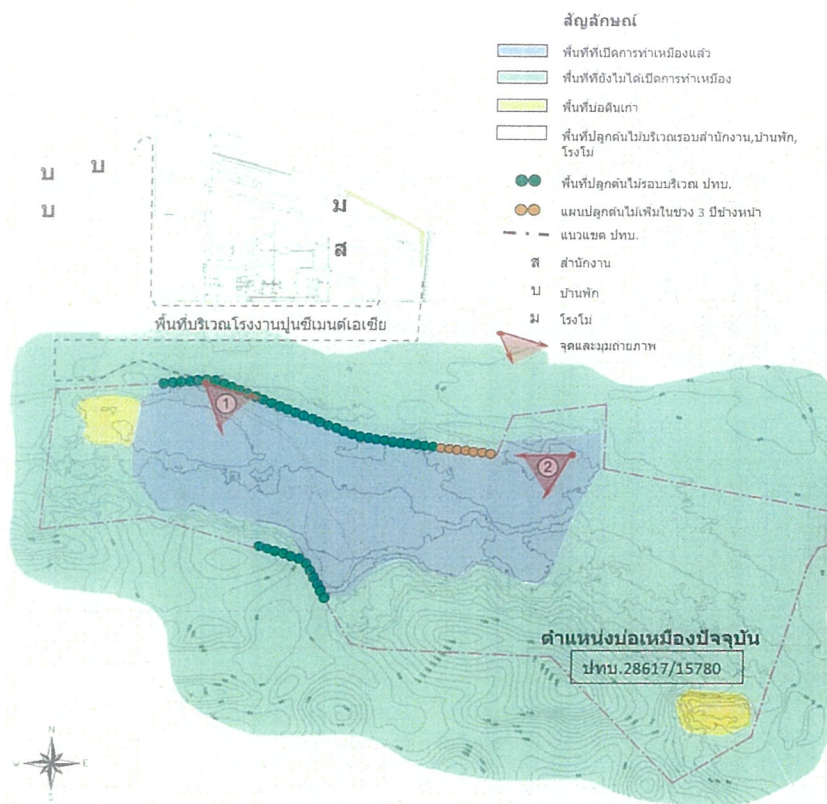 สัญลักษณ์
พื้นที่ที่เปิดการทำเหมืองแล้ว
พื้นที่ยังไม่ได้เปิดการทำเหมือง
พื้นที่บ่อดินเก่า
พื้นที่ปลูกต้นไม้บริเวณรอบสำนักงาน,บ้านพัก,
โรงโม่
พื้นที่ปลูกต้นไม้รอบบริเวณ ปทบ.
แผนปลูกต้นไม้เพิ่มในช่วง 3 ปีข้างหน้า
แนวเขต ปทบ.
ส สำนักงาน
บ บ้านพัก
ม โรงโม่
จุดและมุมถ่ายภาพ
บ
บ
บ
ม
ส
พื้นที่บริเวณโรงงานปูนซีเมนต์เอเซีย
1
2
ตำแหน่งบ่อเหมืองปัจจุบัน
ปทบ.28617/15780
N
W E
S